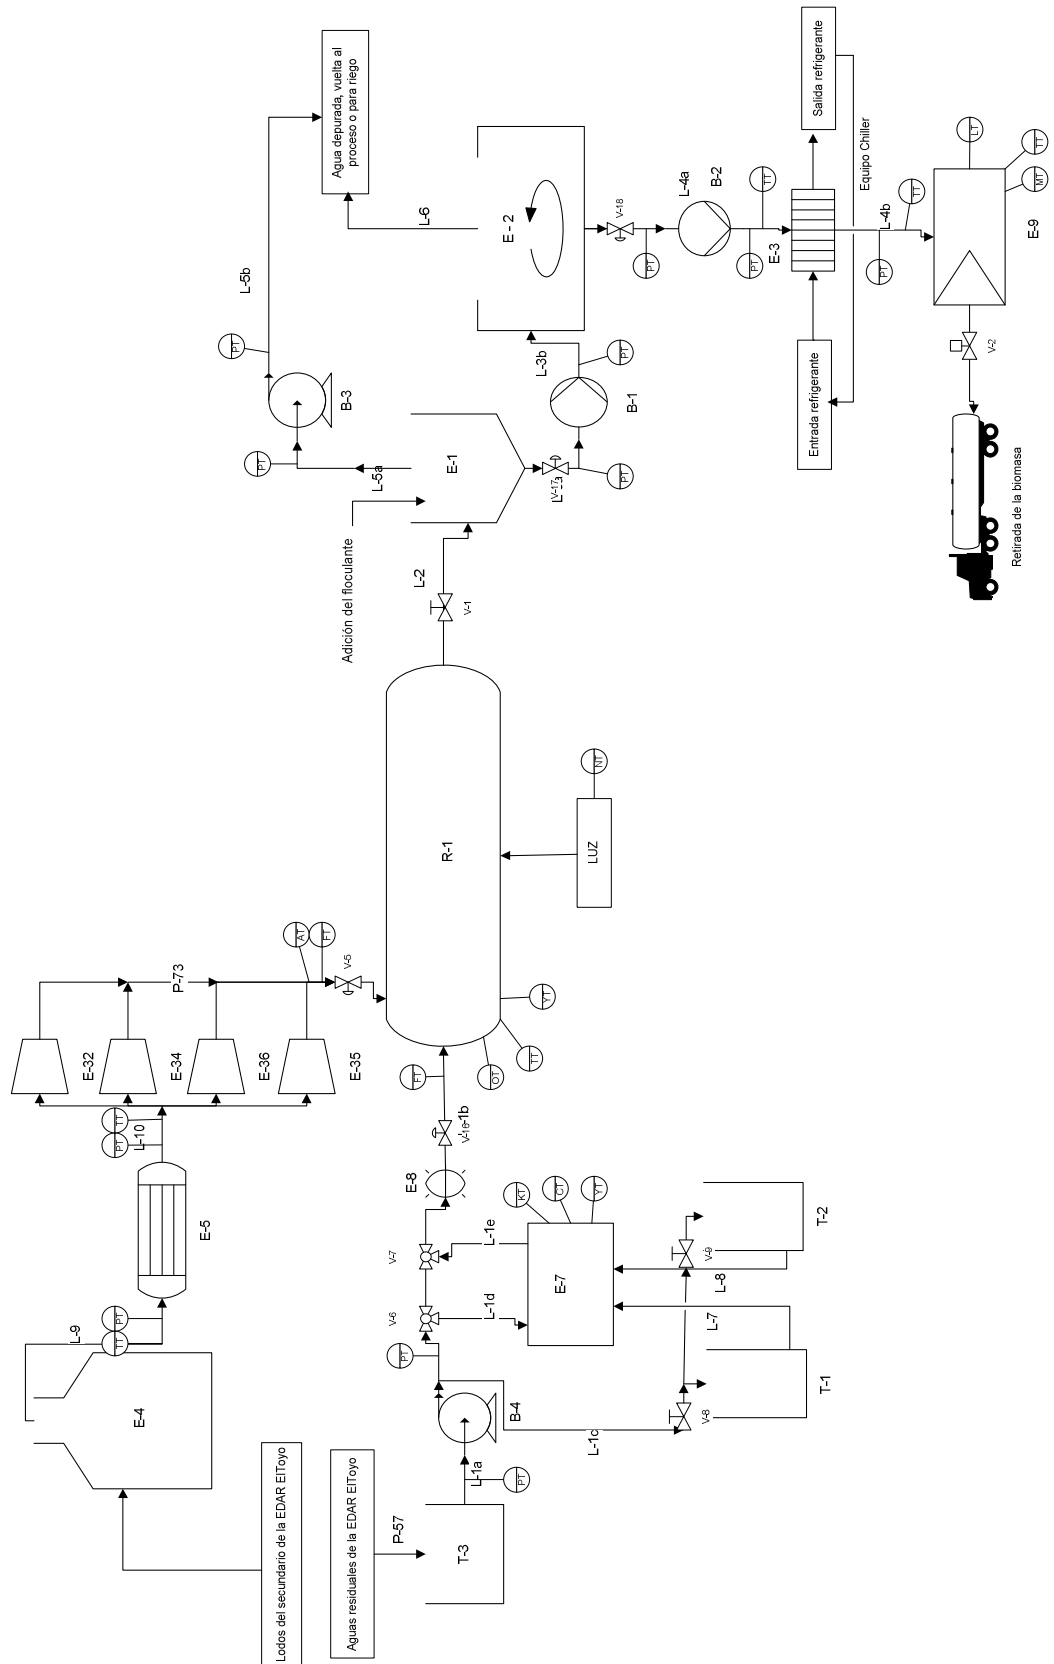 Agua depurada, vuelta al
proceso o para riego
Salida refrigerante
Equipo Chiller
Entrada refrigerante
L-5b
L-6
E - 2
V-18
L-4a
B-2
PT
PT
TT
E-3
L-4b
PT
TT
LT
TT
MT
E-9
V-2
Retirada de la biomasa
PT
B-3
PT
L-5a
E-1
L-3b
PT
B-1
V-17
PT
Adición del floculante
L-2
V-1
R-1
LUZ
NT
AT
FT
V-5
P-73
E-32
E-34
E-36
E-35
TT
PT
L-10
E-5
PT
TT
L-9
E-4
Lodos del secundario de la EDAR ElToyo
YT
TT
OT
FT
V-16
L-1b
E-8
V-7
L-1e
V-6
L-1d
E-7
KT
CT
YT
PT
B-4
L-1c
L-1a
PT
V-8
V-9
L-8
L-7
T-2
T-1
T-3
P-57
Aguas residuales de la EDAR ElToyo